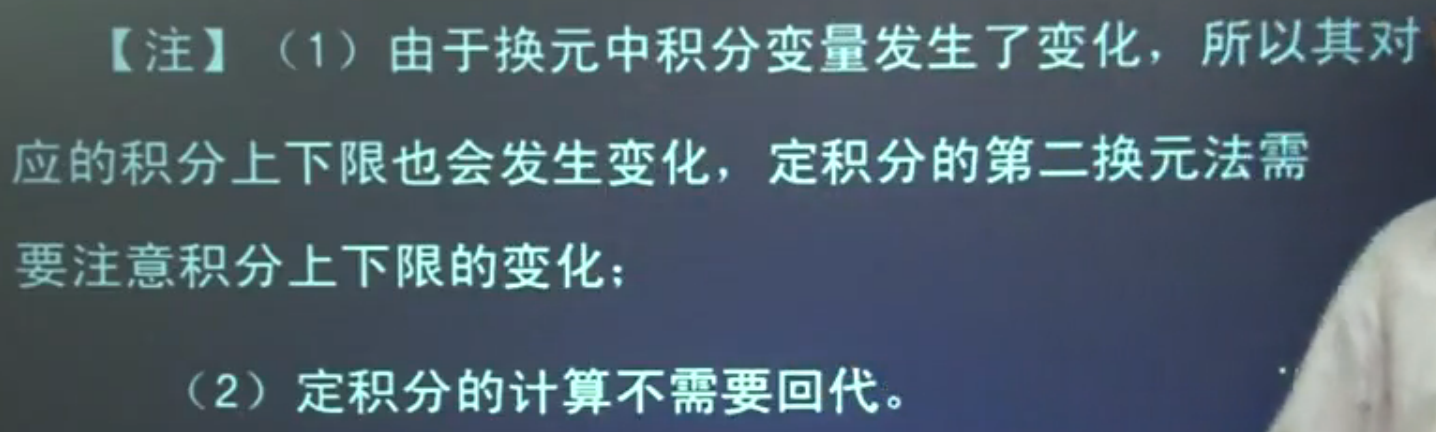 【注】（1）由于换元中积分变量发生了变化，所以其对
应的积分上下限也会发生变化，定积分的第二换元法需
要注意积分上下限的变化；
（2）定积分的计算不需要回代。